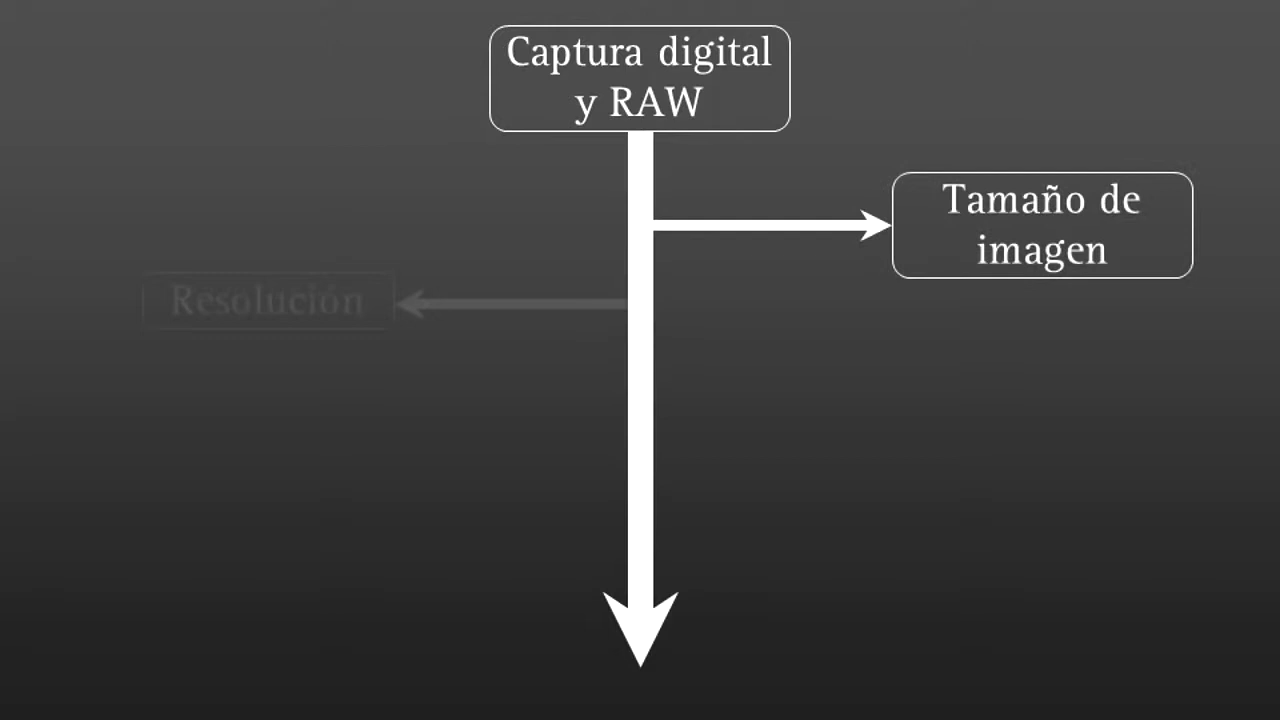 Captura digital
y RAW
Tamaño de
imagen
Resolución